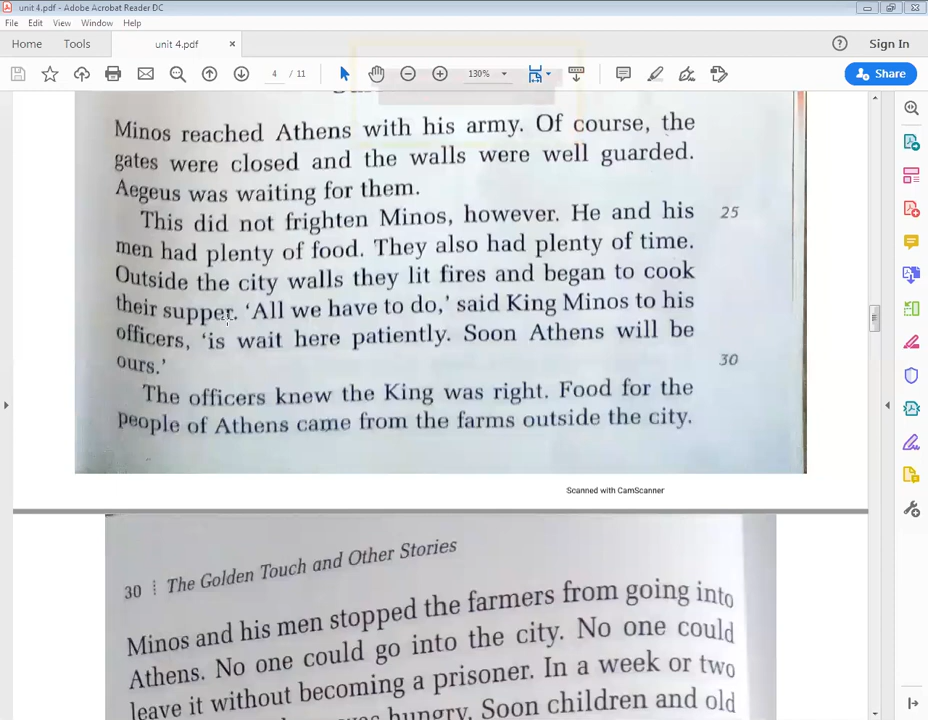 unit 4.pdf - Adobe Acrobat Reader DC
File Edit View Window Help
Home Tools unit 4.pdf × Sign In
4 / 11 130% Share
Minos reached Athens with his army. Of course, the
gates were closed and the walls were well guarded.
Aegeus was waiting for them.
This did not frighten Minos, however. He and his 25
men had plenty of food. They also had plenty of time.
Outside the city walls they lit fires and began to cook
their supper. ‘All we have to do,’ said King Minos to his
officers, ‘is wait here patiently. Soon Athens will be
ours.’ 30
The officers knew the King was right. Food for the
people of Athens came from the farms outside the city.
Scanned with CamScanner
30 The Golden Touch and Other Stories
Minos and his men stopped the farmers from going into
Athens. No one could go into the city. No one could
leave it without becoming a prisoner. In a week or two
hungry. Soon children and old